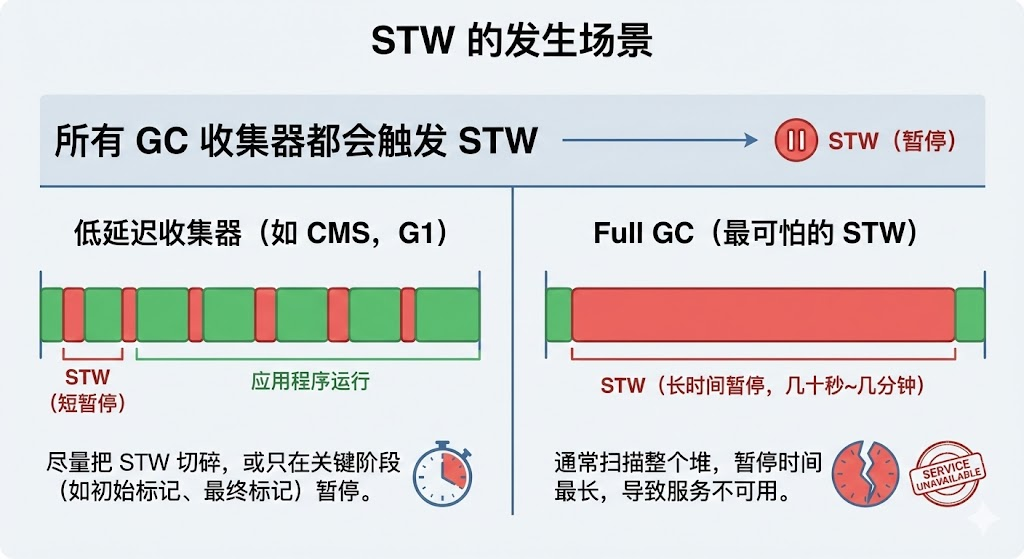 STW 的发生场景
所有 GC 收集器都会触发 STW
STW（暂停）
低延迟收集器（如 CMS，G1）
STW
（短暂停）
应用程序运行
尽量把 STW 切碎，或只在关键阶段
（如初始标记、最终标记）暂停。
Full GC（最可怕的 STW）
STW（长时间暂停，几十秒~几分钟）
通常扫描整个堆，暂停时间
最长，导致服务不可用。
SERVICE
UNAVAILABLE